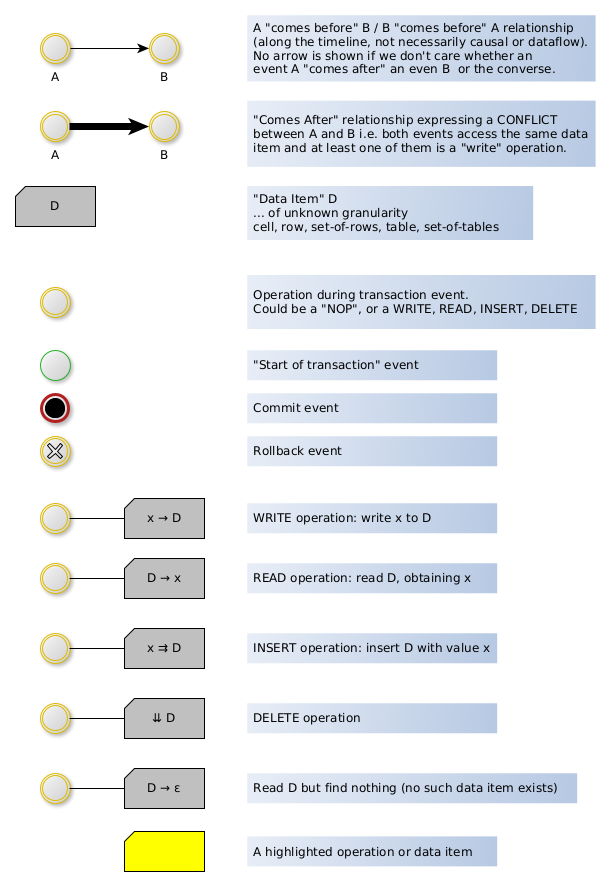 A "comes before" B / B "comes before" A relationship
(along the timeline, not necessarily causal or dataflow).
No arrow is shown if we don't care whether an
event A "comes after" an even B or the converse.
A B
"Comes After" relationship expressing a CONFLICT
between A and B i.e. both events access the same data
item and at least one of them is a "write" operation.
A B
D
"Data Item" D
... of unknown granularity
cell, row, set-of-rows, table, set-of-tables
Operation during transaction event.
Could be a "NOP", or a WRITE, READ, INSERT, DELETE
"Start of transaction" event
Commit event
Rollback event
x → D
WRITE operation: write x to D
D → x
READ operation: read D, obtaining x
x ⇉ D
INSERT operation: insert D with value x
⇊ D
DELETE operation
D → ε
Read D but find nothing (no such data item exists)
A highlighted operation or data item